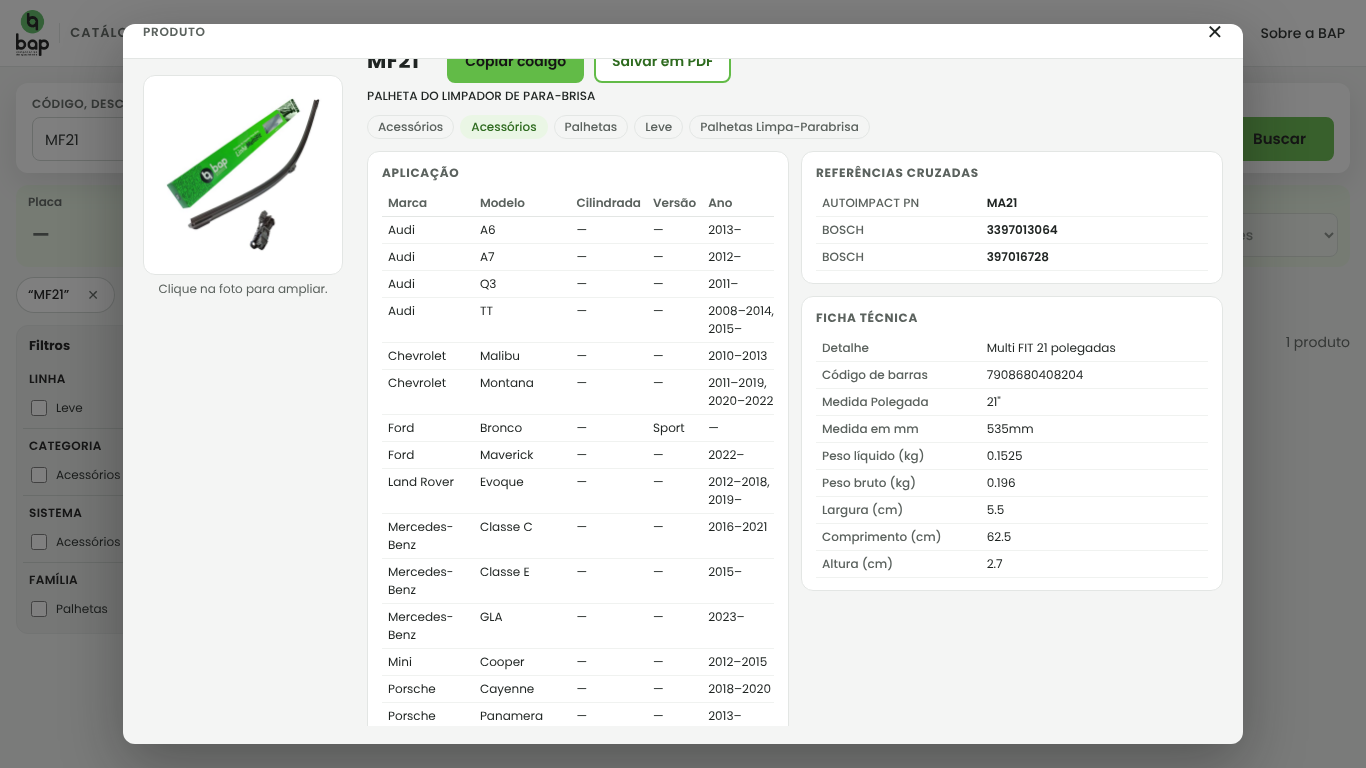 bap
CATÁLO
Sobre a BAP
PRODUTO
✕
CÓDIGO, DESC
MF21
Buscar
Placa
—
es
“MF21” ✕
1 produto
Filtros
LINHA
Leve
CATEGORIA
Acessórios
SISTEMA
Acessórios
FAMÍLIA
Palhetas
bap
Clique na foto para ampliar.
MF21
Copiar código
Salvar em PDF
PALHETA DO LIMPADOR DE PARA-BRISA
Acessórios Acessórios Palhetas Leve Palhetas Limpa-Parabrisa
APLICAÇÃO
Marca Modelo Cilindrada Versão Ano
Audi A6 — — 2013–
Audi A7 — — 2012–
Audi Q3 — — 2011–
Audi TT — — 2008–2014,
2015–
Chevrolet Malibu — — 2010–2013
Chevrolet Montana — — 2011–2019,
2020–2022
Ford Bronco — Sport —
Ford Maverick — — 2022–
Land Rover Evoque — — 2012–2018,
2019–
Mercedes- Classe C — — 2016–2021
Benz
Mercedes- Classe E — — 2015–
Benz
Mercedes- GLA — — 2023–
Benz
Mini Cooper — — 2012–2015
Porsche Cayenne — — 2018–2020
Porsche Panamera — — 2013–
REFERÊNCIAS CRUZADAS
AUTOIMPACT PN MA21
BOSCH 3397013064
BOSCH 397016728
FICHA TÉCNICA
Detalhe Multi FIT 21 polegadas
Código de barras 7908680408204
Medida Polegada 21"
Medida em mm 535mm
Peso líquido (kg) 0.1525
Peso bruto (kg) 0.196
Largura (cm) 5.5
Comprimento (cm) 62.5
Altura (cm) 2.7